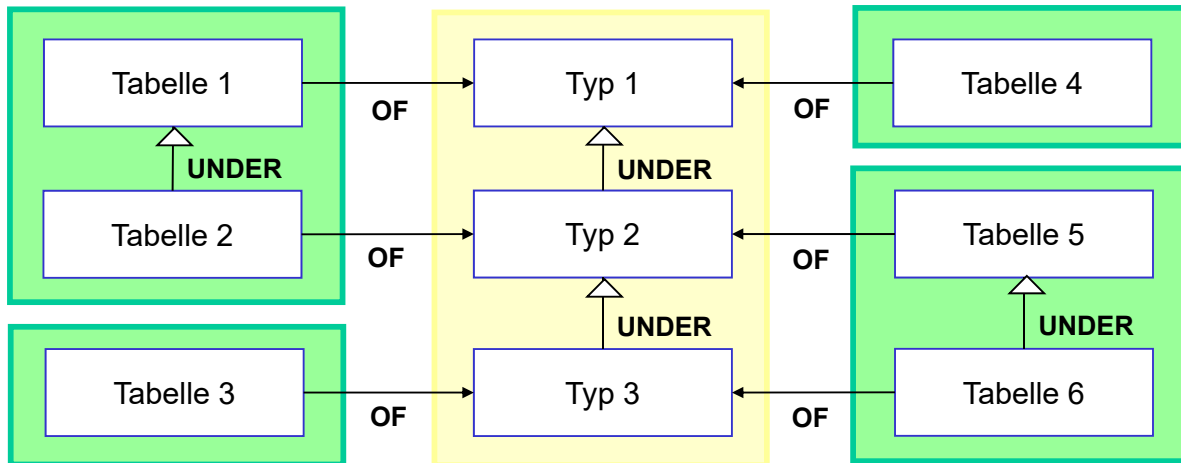 Tabelle 1
OF
Typ 1
OF
Tabelle 4
UNDER
UNDER
Tabelle 2
OF
Typ 2
OF
Tabelle 5
UNDER
UNDER
Tabelle 3
OF
Typ 3
OF
Tabelle 6